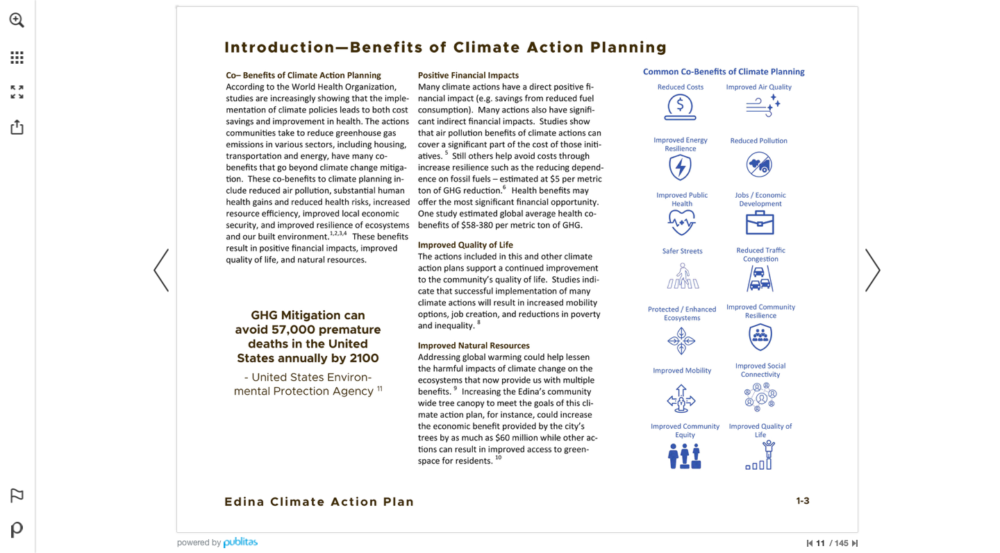 Introduction—Benefits of Climate Action Planning
Co– Benefits of Climate Action Planning
According to the World Health Organization,
studies are increasingly showing that the imple-
mentation of climate policies leads to both cost
savings and improvement in health. The actions
communities take to reduce greenhouse gas
emissions in various sectors, including housing,
transportation and energy, have many co-
benefits that go beyond climate change mitiga-
tion.  These co-benefits to climate planning in-
clude reduced air pollution, substantial human
health gains and reduced health risks, increased
resource efficiency, improved local economic
security, and improved resilience of ecosystems
and our built environment.1,2,3,4  These benefits
result in positive financial impacts, improved
quality of life, and natural resources.
GHG Mitigation can
avoid 57,000 premature
deaths in the United
States annually by 2100
- United States Environ-
mental Protection Agency 11
Positive Financial Impacts
Many climate actions have a direct positive fi-
nancial impact (e.g. savings from reduced fuel
consumption).  Many actions also have signifi-
cant indirect financial impacts.  Studies show
that air pollution benefits of climate actions can
cover a significant part of the cost of those initi-
atives. 5  Still others help avoid costs through
increase resilience such as the reducing depend-
ence on fossil fuels – estimated at $5 per metric
ton of GHG reduction.6  Health benefits may
offer the most significant financial opportunity.
One study estimated global average health co-
benefits of $58-380 per metric ton of GHG.
Improved Quality of Life
The actions included in this and other climate
action plans support a continued improvement
to the community's quality of life.  Studies indi-
cate that successful implementation of many
climate actions will result in increased mobility
options, job creation, and reductions in poverty
and inequality. 8
Improved Natural Resources
Addressing global warming could help lessen
the harmful impacts of climate change on the
ecosystems that now provide us with multiple
benefits. 9  Increasing the Edina's community
wide tree canopy to meet the goals of this cli-
mate action plan, for instance, could increase
the economic benefit provided by the city's
trees by as much as $60 million while other ac-
tions can result in improved access to green-
space for residents. 10
Common Co-Benefits of Climate Planning
Reduced Costs
Improved Air Quality
Improved Energy
Resilience
Reduced Pollution
Improved Public
Health
Jobs / Economic
Development
Safer Streets
Reduced Traffic
Congestion
Protected / Enhanced
Ecosystems
Improved Community
Resilience
Improved Mobility
Improved Social
Connectivity
Improved Community
Equity
Improved Quality of
Life
Edina Climate Action Plan
1-3
powered by publitas
11 / 145